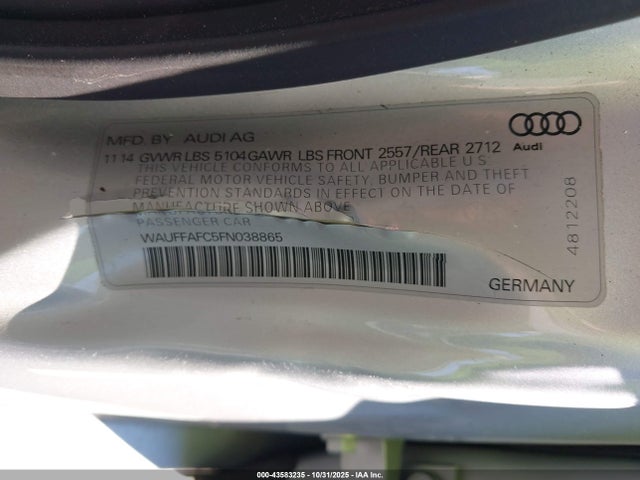 MFD. BY AUDI AG
11 14 GVWR LBS 5104 GAWR LBS FRONT 2557/REAR 2712
Audi
THIS VEHICLE CONFORMS TO ALL APPLICABLE U S
FEDERAL MOTOR VEHICLE SAFETY, BUMPER AND THEFT
PREVENTION STANDARDS IN EFFECT ON THE DATE OF
MANUFACTURE SHOWN ABOVE
PASSENGER CAR
WAUFFAFC5FN038865
GERMANY
4812208
000-43583235 - 10/31/2025 - IAA Inc.